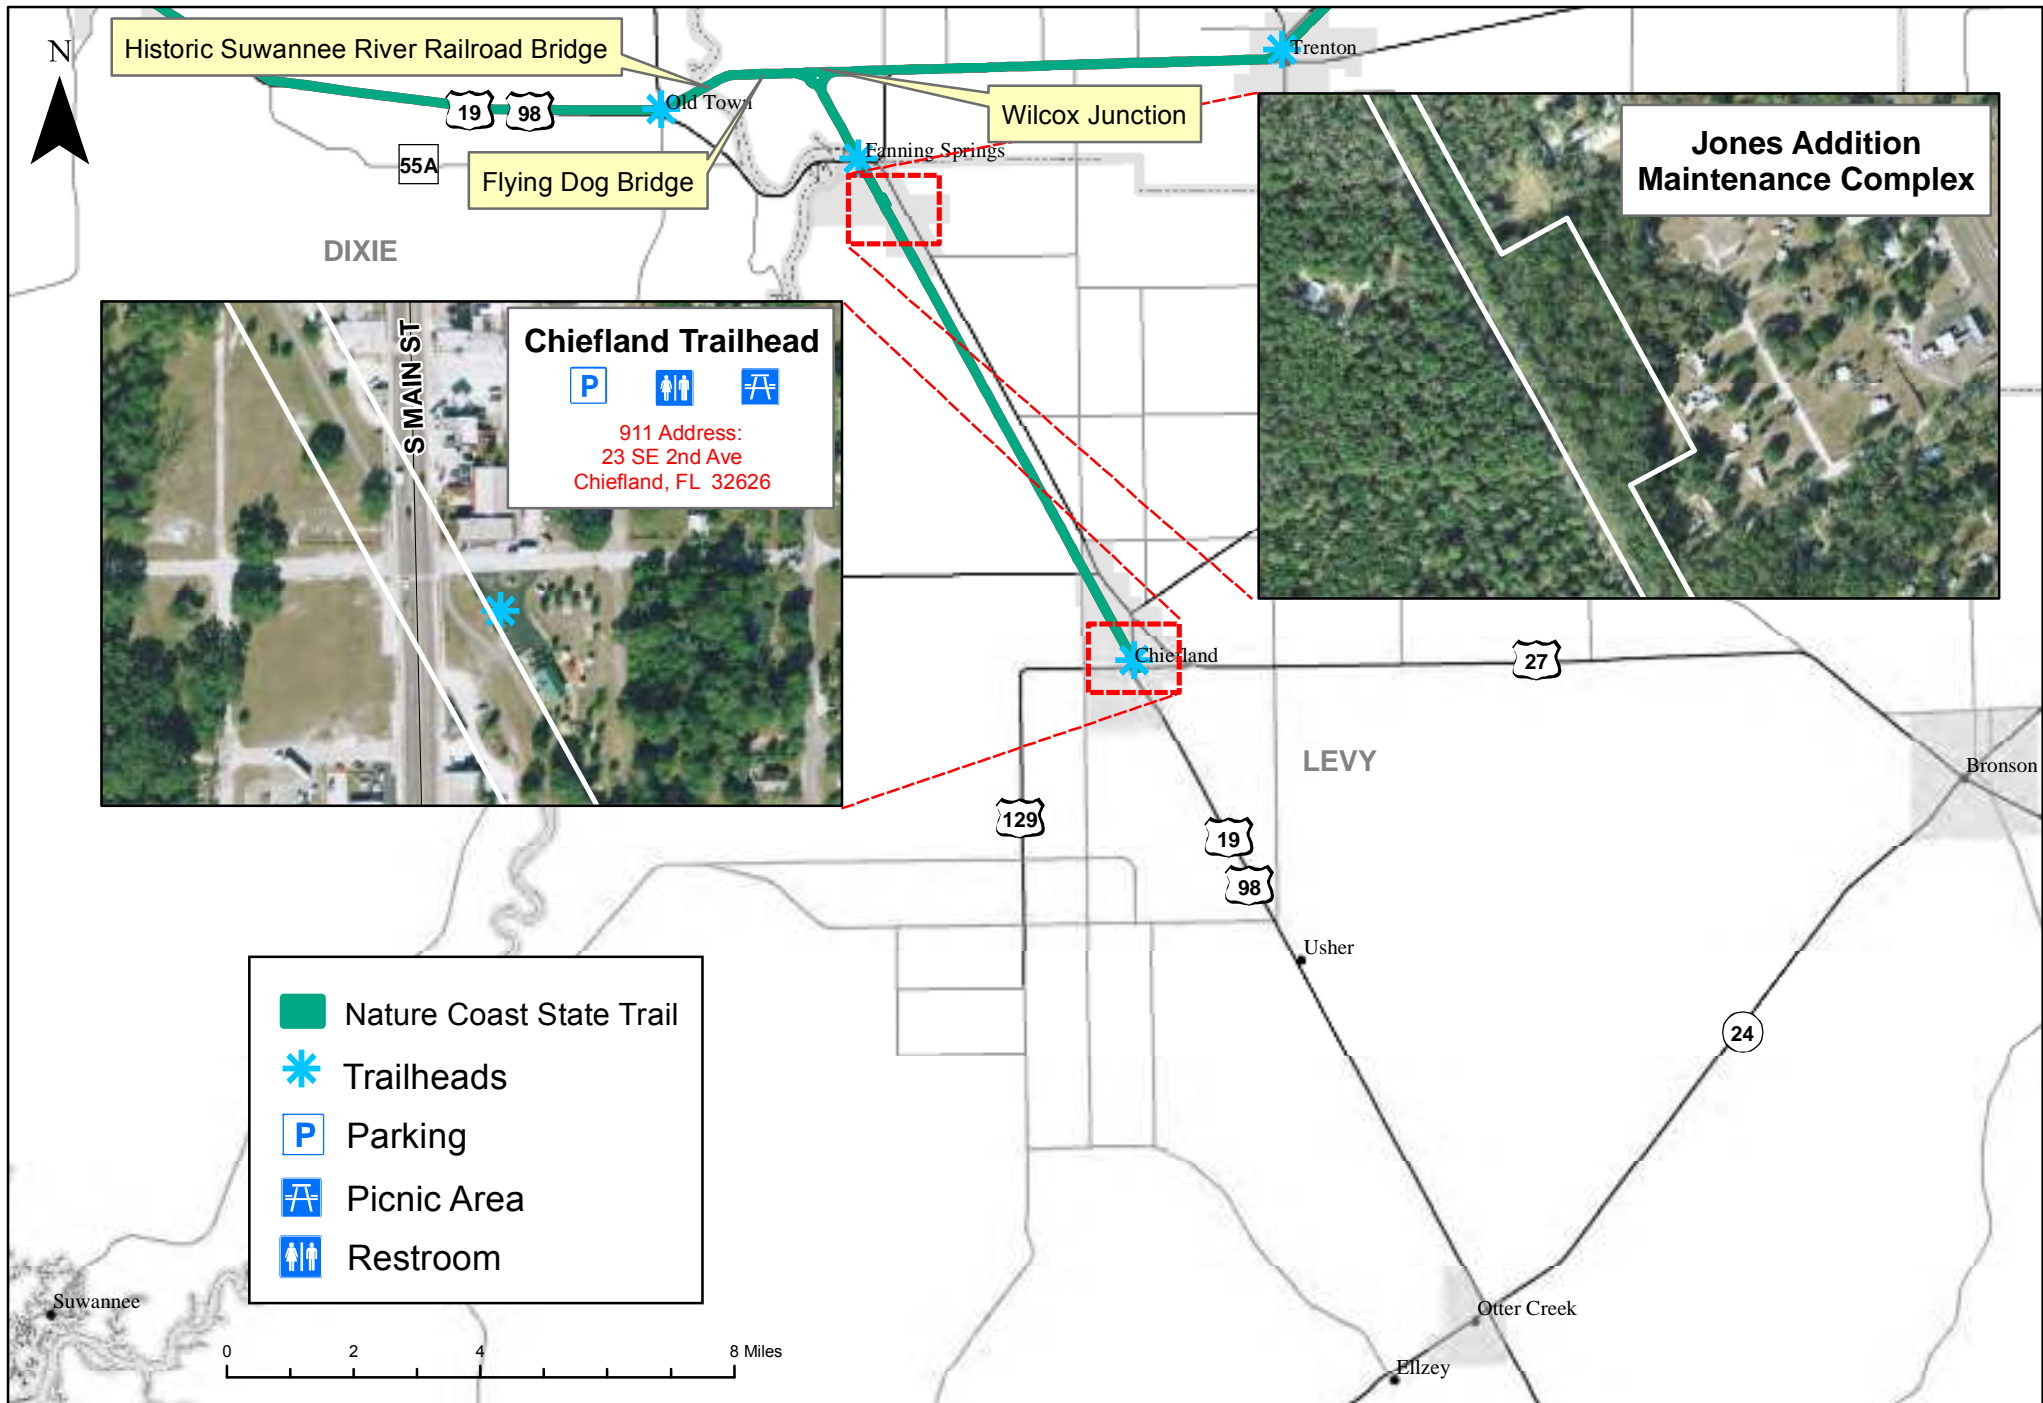 N
Historic Suwannee River Railroad Bridge
Trenton
19
98
Old Town
Wilcox Junction
55A
Flying Dog Bridge
Fanning Springs
DIXIE
Jones Addition
Maintenance Complex
S MAIN ST
Chiefland Trailhead
P
911 Address:
23 SE 2nd Ave
Chiefland, FL 32626
Chiefland
27
LEVY
Bronson
129
19
98
Usher
24
Nature Coast State Trail
Trailheads
P
Parking
Picnic Area
Restroom
Suwannee
Otter Creek
Ellzey
0
2
4
8 Miles